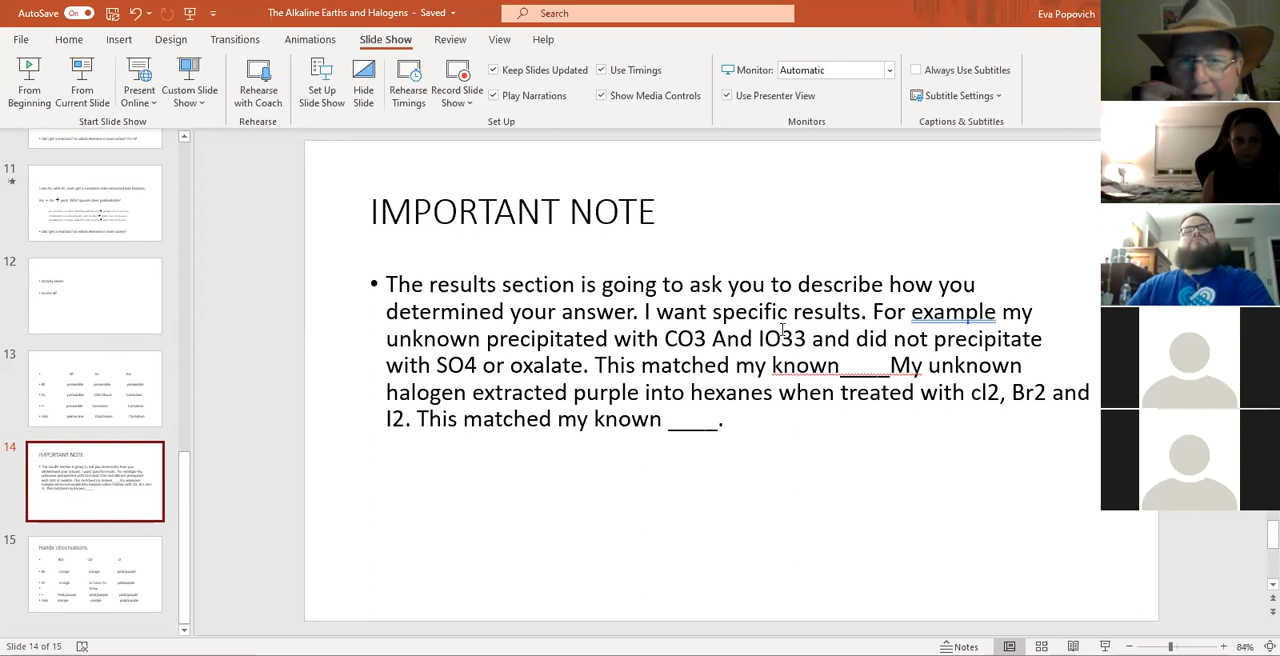 AutoSave On The Alkaline Earths and Halogens - Saved Search Eva Popovich
File Home Insert Design Transitions Animations Slide Show Review View Help
From Beginning
From Current Slide
Present Online
Custom Slide Show
Rehearse with Coach
Set Up Slide Show
Hide Slide
Rehearse Timings
Record Slide Show
Keep Slides Updated
Use Timings
Play Narrations
Show Media Controls
Monitor: Automatic
Use Presenter View
Always Use Subtitles
Subtitle Settings
Start Slide Show Rehearse Set Up Monitors Captions & Subtitles
11
12
13
14
IMPORTANT NOTE
15
Halide observations
IMPORTANT NOTE
• The results section is going to ask you to describe how you
determined your answer. I want specific results. For example my
unknown precipitated with CO3 And IO33 and did not precipitate
with SO4 or oxalate. This matched my known_____My unknown
halogen extracted purple into hexanes when treated with cl2, Br2 and
I2. This matched my known _____.
Slide 14 of 15 Notes 84%